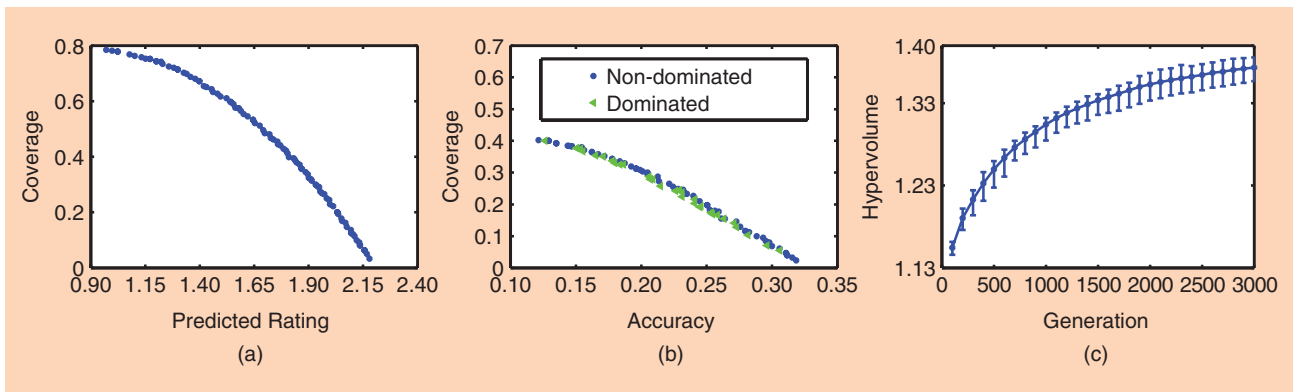 0.8
0.6
0.4
0.2
0
0.90 1.15 1.40 1.65 1.90 2.15 2.40
Coverage
Predicted Rating
(a)
0.7
0.6
0.5
0.4
0.3
0.2
0.1
0
0.10 0.15 0.20 0.25 0.30 0.35
Coverage
Non-dominated
Dominated
Accuracy
(b)
1.40
1.33
1.23
1.13
0 500 1000 1500 2000 2500 3000
Hypervolume
Generation
(c)